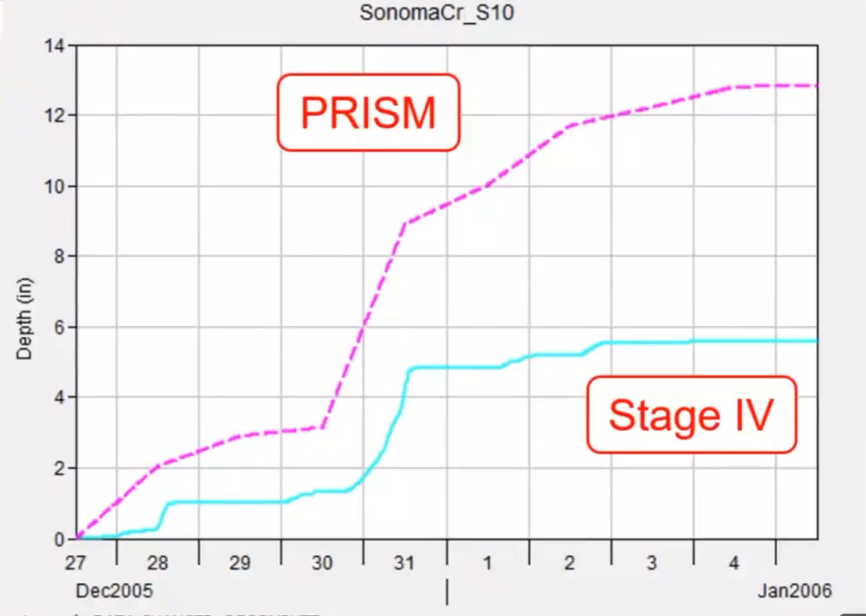 SonomaCr_S10
14
12
10
8
6
4
2
0
Depth (in)
PRISM
Stage IV
27 28 29 30 31 1 2 3 4
Dec2005 Jan2006